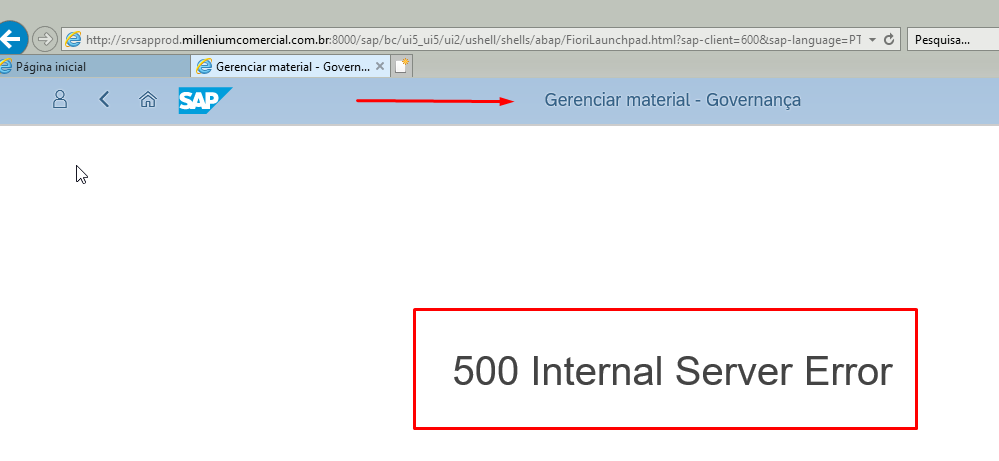 http://srvsapprod.milleniumcomercial.com.br:8000/sap/bc/ui5_ui5/ui2/ushell/shells/abap/FioriLaunchpad.html?sap-client=600&sap-language=PT
Pesquisa...
Página inicial
Gerenciar material - Govern...
SAP
Gerenciar material - Governança
500 Internal Server Error